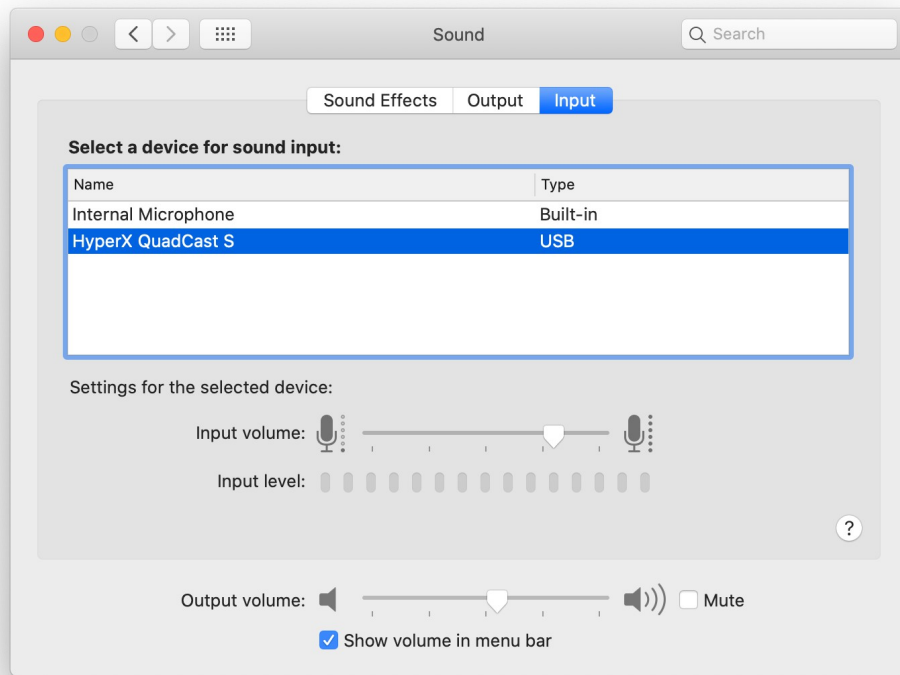 Sound
Search
Sound Effects Output Input
Select a device for sound input:
Name Type
Internal Microphone Built-in
HyperX QuadCast S USB
Settings for the selected device:
Input volume:
Input level:
?
Output volume: Mute
Show volume in menu bar